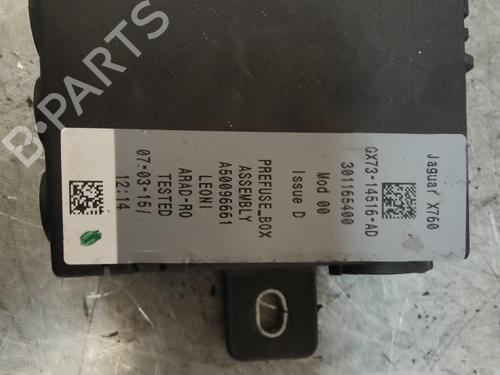 Jaguar X760
GX73-14516-AD
301165400
Mod 00
Issue D
PREFUSE_BOX
ASSEMBLY
A50096661
LEONI
ARAD-RO
TESTED
07-03-15/
12:14
B-PARTS